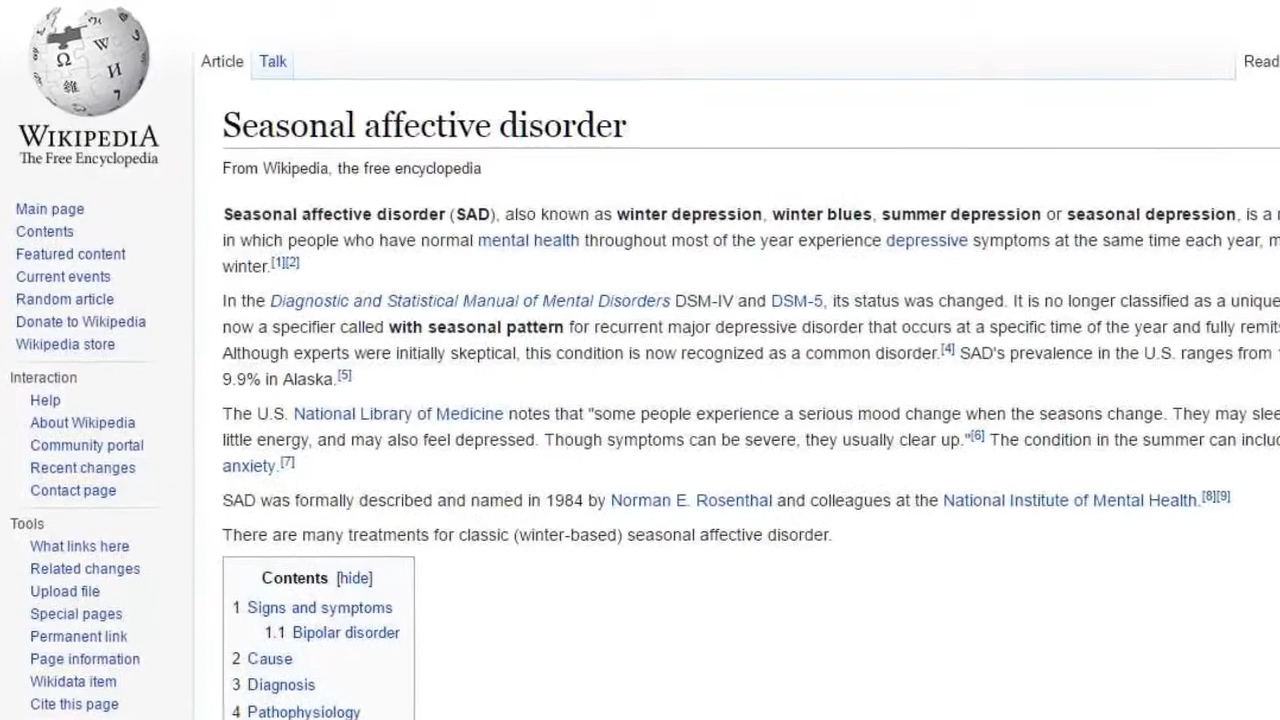 WIKIPEDIA
The Free Encyclopedia
Main page
Contents
Featured content
Current events
Random article
Donate to Wikipedia
Wikipedia store
Interaction
Help
About Wikipedia
Community portal
Recent changes
Contact page
Tools
What links here
Related changes
Upload file
Special pages
Permanent link
Page information
Wikidata item
Cite this page
Article Talk Read
Seasonal affective disorder
From Wikipedia, the free encyclopedia
Seasonal affective disorder (SAD), also known as winter depression, winter blues, summer depression or seasonal depression, is a
in which people who have normal mental health throughout most of the year experience depressive symptoms at the same time each year,
winter.[1][2]
In the Diagnostic and Statistical Manual of Mental Disorders DSM-IV and DSM-5, its status was changed. It is no longer classified as a unique
now a specifier called with seasonal pattern for recurrent major depressive disorder that occurs at a specific time of the year and fully remits
Although experts were initially skeptical, this condition is now recognized as a common disorder.[4] SAD's prevalence in the U.S. ranges from
9.9% in Alaska.[5]
The U.S. National Library of Medicine notes that "some people experience a serious mood change when the seasons change. They may slee
little energy, and may also feel depressed. Though symptoms can be severe, they usually clear up."[6] The condition in the summer can inclu
anxiety.[7]
SAD was formally described and named in 1984 by Norman E. Rosenthal and colleagues at the National Institute of Mental Health.[8][9]
There are many treatments for classic (winter-based) seasonal affective disorder.
Contents [hide]
1 Signs and symptoms
1.1 Bipolar disorder
2 Cause
3 Diagnosis
4 Pathophysiology